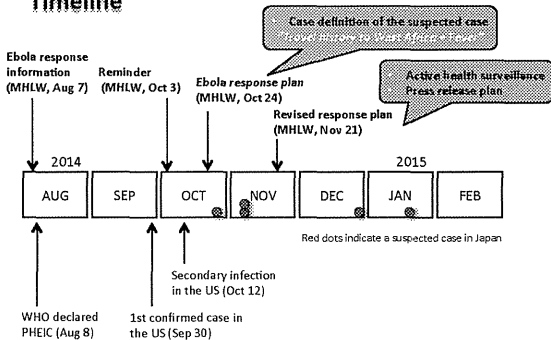 Timeline
Case definition of the suspected case
"Travel history to West Africa + Fever"
Ebola response
information
(MHLW, Aug 7)
Reminder
(MHLW, Oct 3)
Ebola response plan
(MHLW, Oct 24)
Active health surveillance
Press release plan
Revised response plan
(MHLW, Nov 21)
2014
2015
AUG
SEP
OCT
NOV
DEC
JAN
FEB
Red dots indicate a suspected case in Japan
Secondary infection
in the US (Oct 12)
WHO declared
PHEIC (Aug 8)
1st confirmed case in
the US (Sep 30)